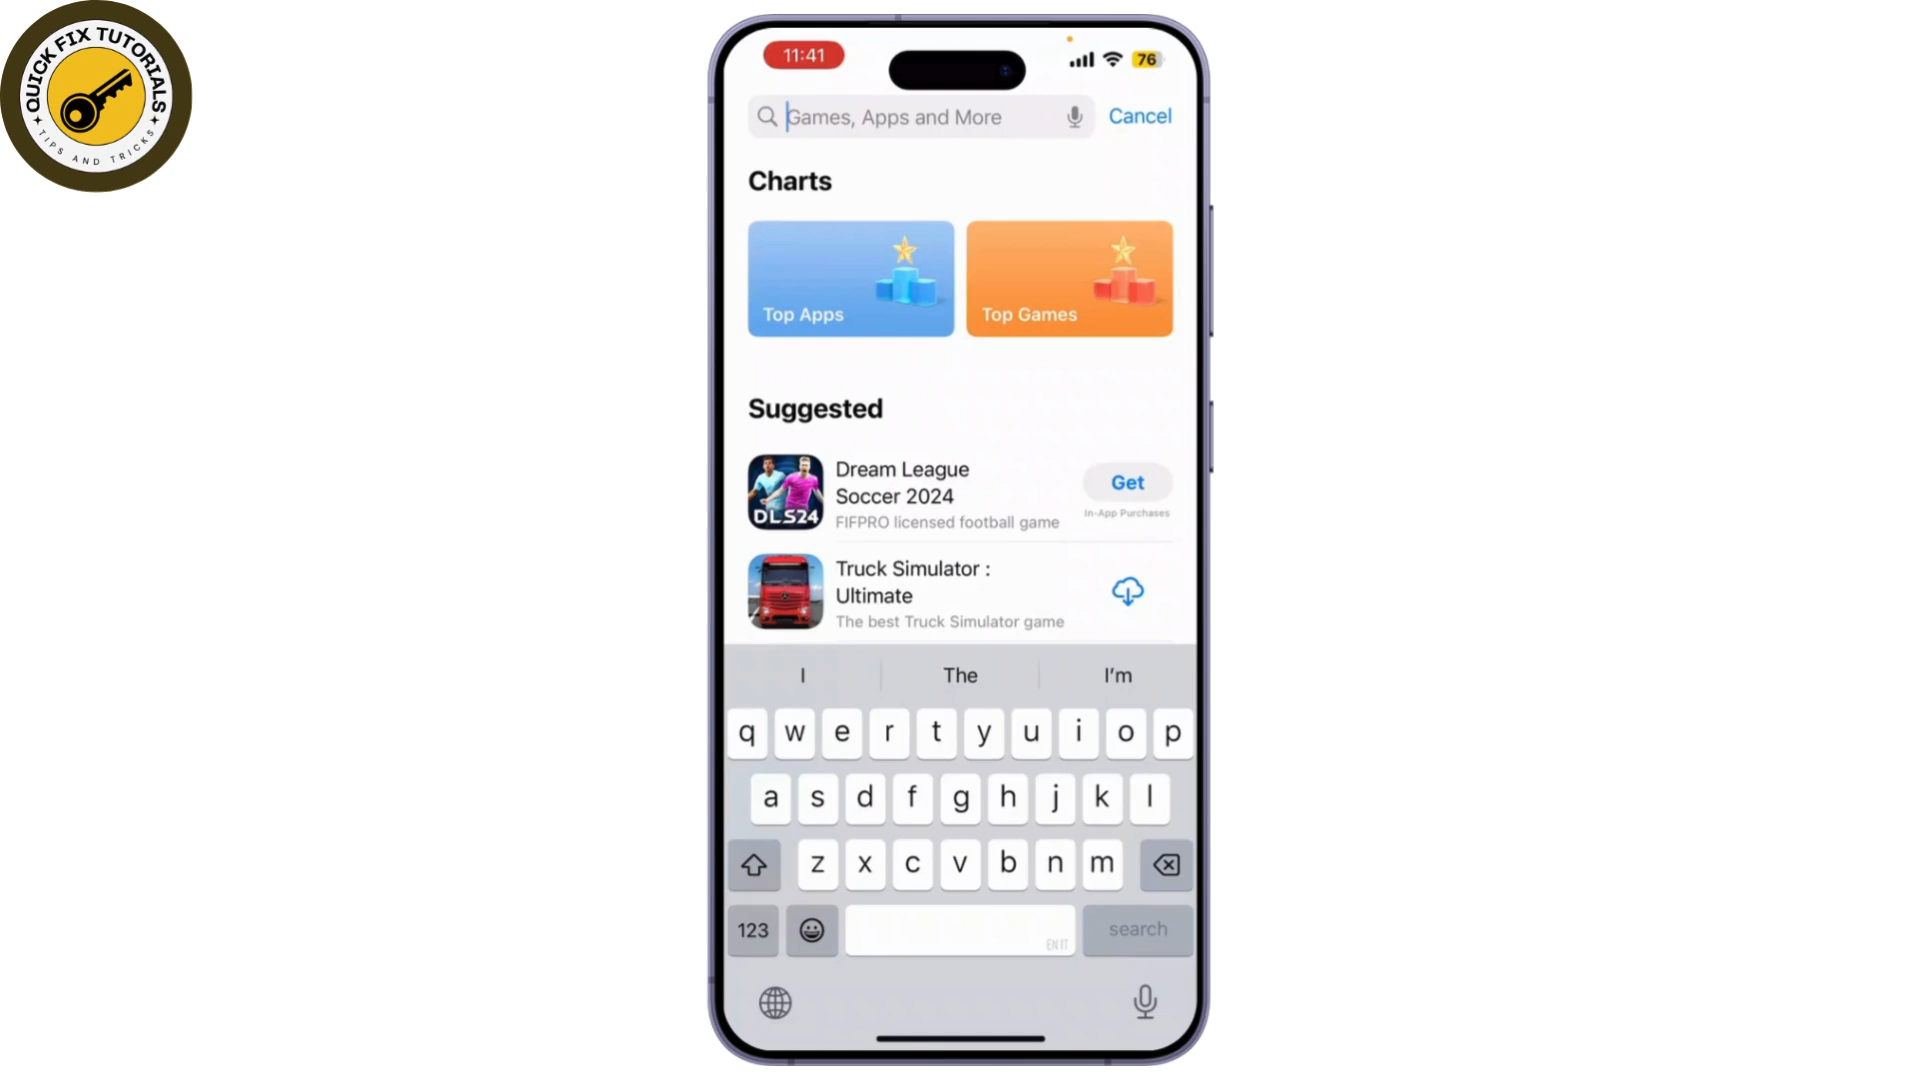 QUICK FIX TUTORIALS
TIPS AND TRICKS
11:41
76
Games, Apps and More
Cancel
Charts
Top Apps
Top Games
Suggested
DLS24
Dream League
Soccer 2024
FIFPRO licensed football game
Get
In-App Purchases
Truck Simulator :
Ultimate
The best Truck Simulator game
I
The
I'm
q w e r t y u i o p
a s d f g h j k l
z x c v b n m
123
EN IT
search